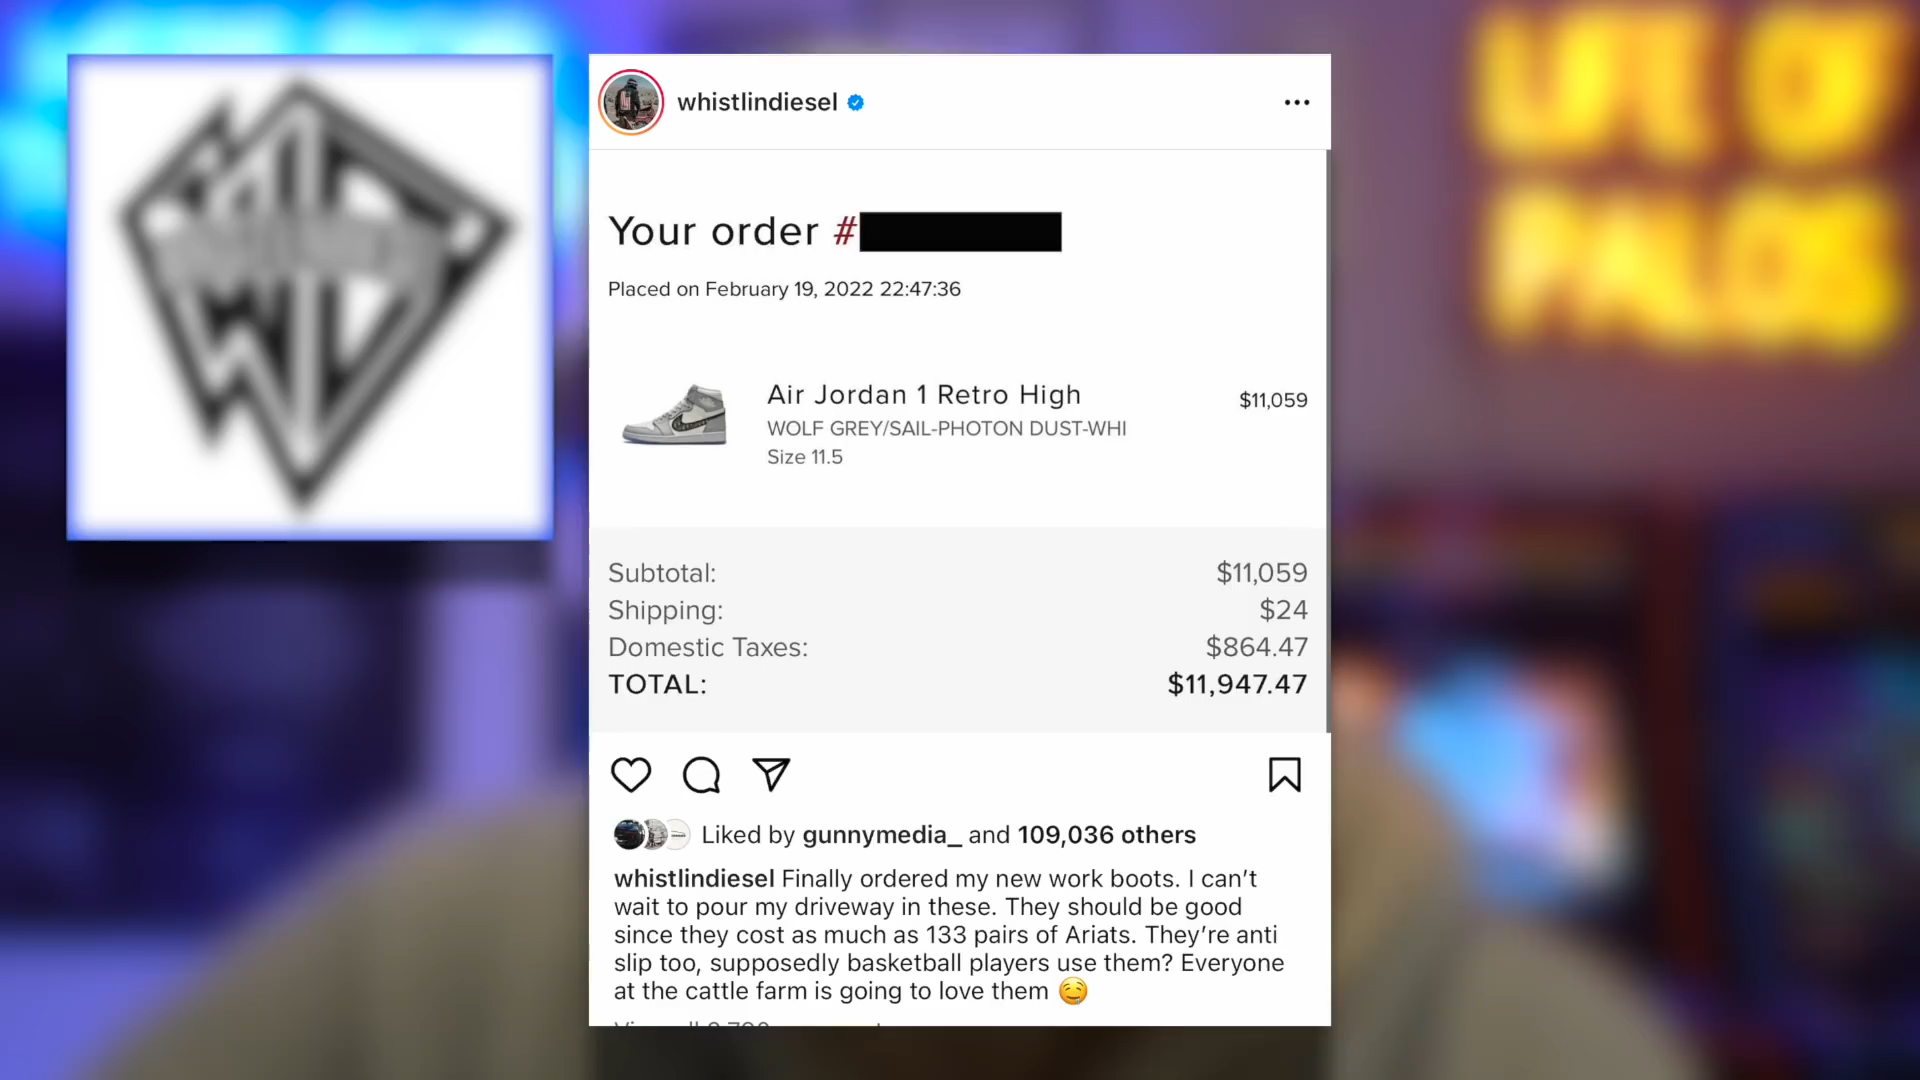 LIFE OF
PALOS
whistlindiesel
Your order #
Placed on February 19, 2022 22:47:36
Air Jordan 1 Retro High
$11,059
WOLF GREY/SAIL-PHOTON DUST-WHI
Size 11.5
Subtotal:
$11,059
Shipping:
$24
Domestic Taxes:
$864.47
TOTAL:
$11,947.47
Liked by gunnymedia_ and 109,036 others
whistlindiesel Finally ordered my new work boots. I can’t
wait to pour my driveway in these. They should be good
since they cost as much as 133 pairs of Ariats. They’re anti
slip too, supposedly basketball players use them? Everyone
at the cattle farm is going to love them 🤤